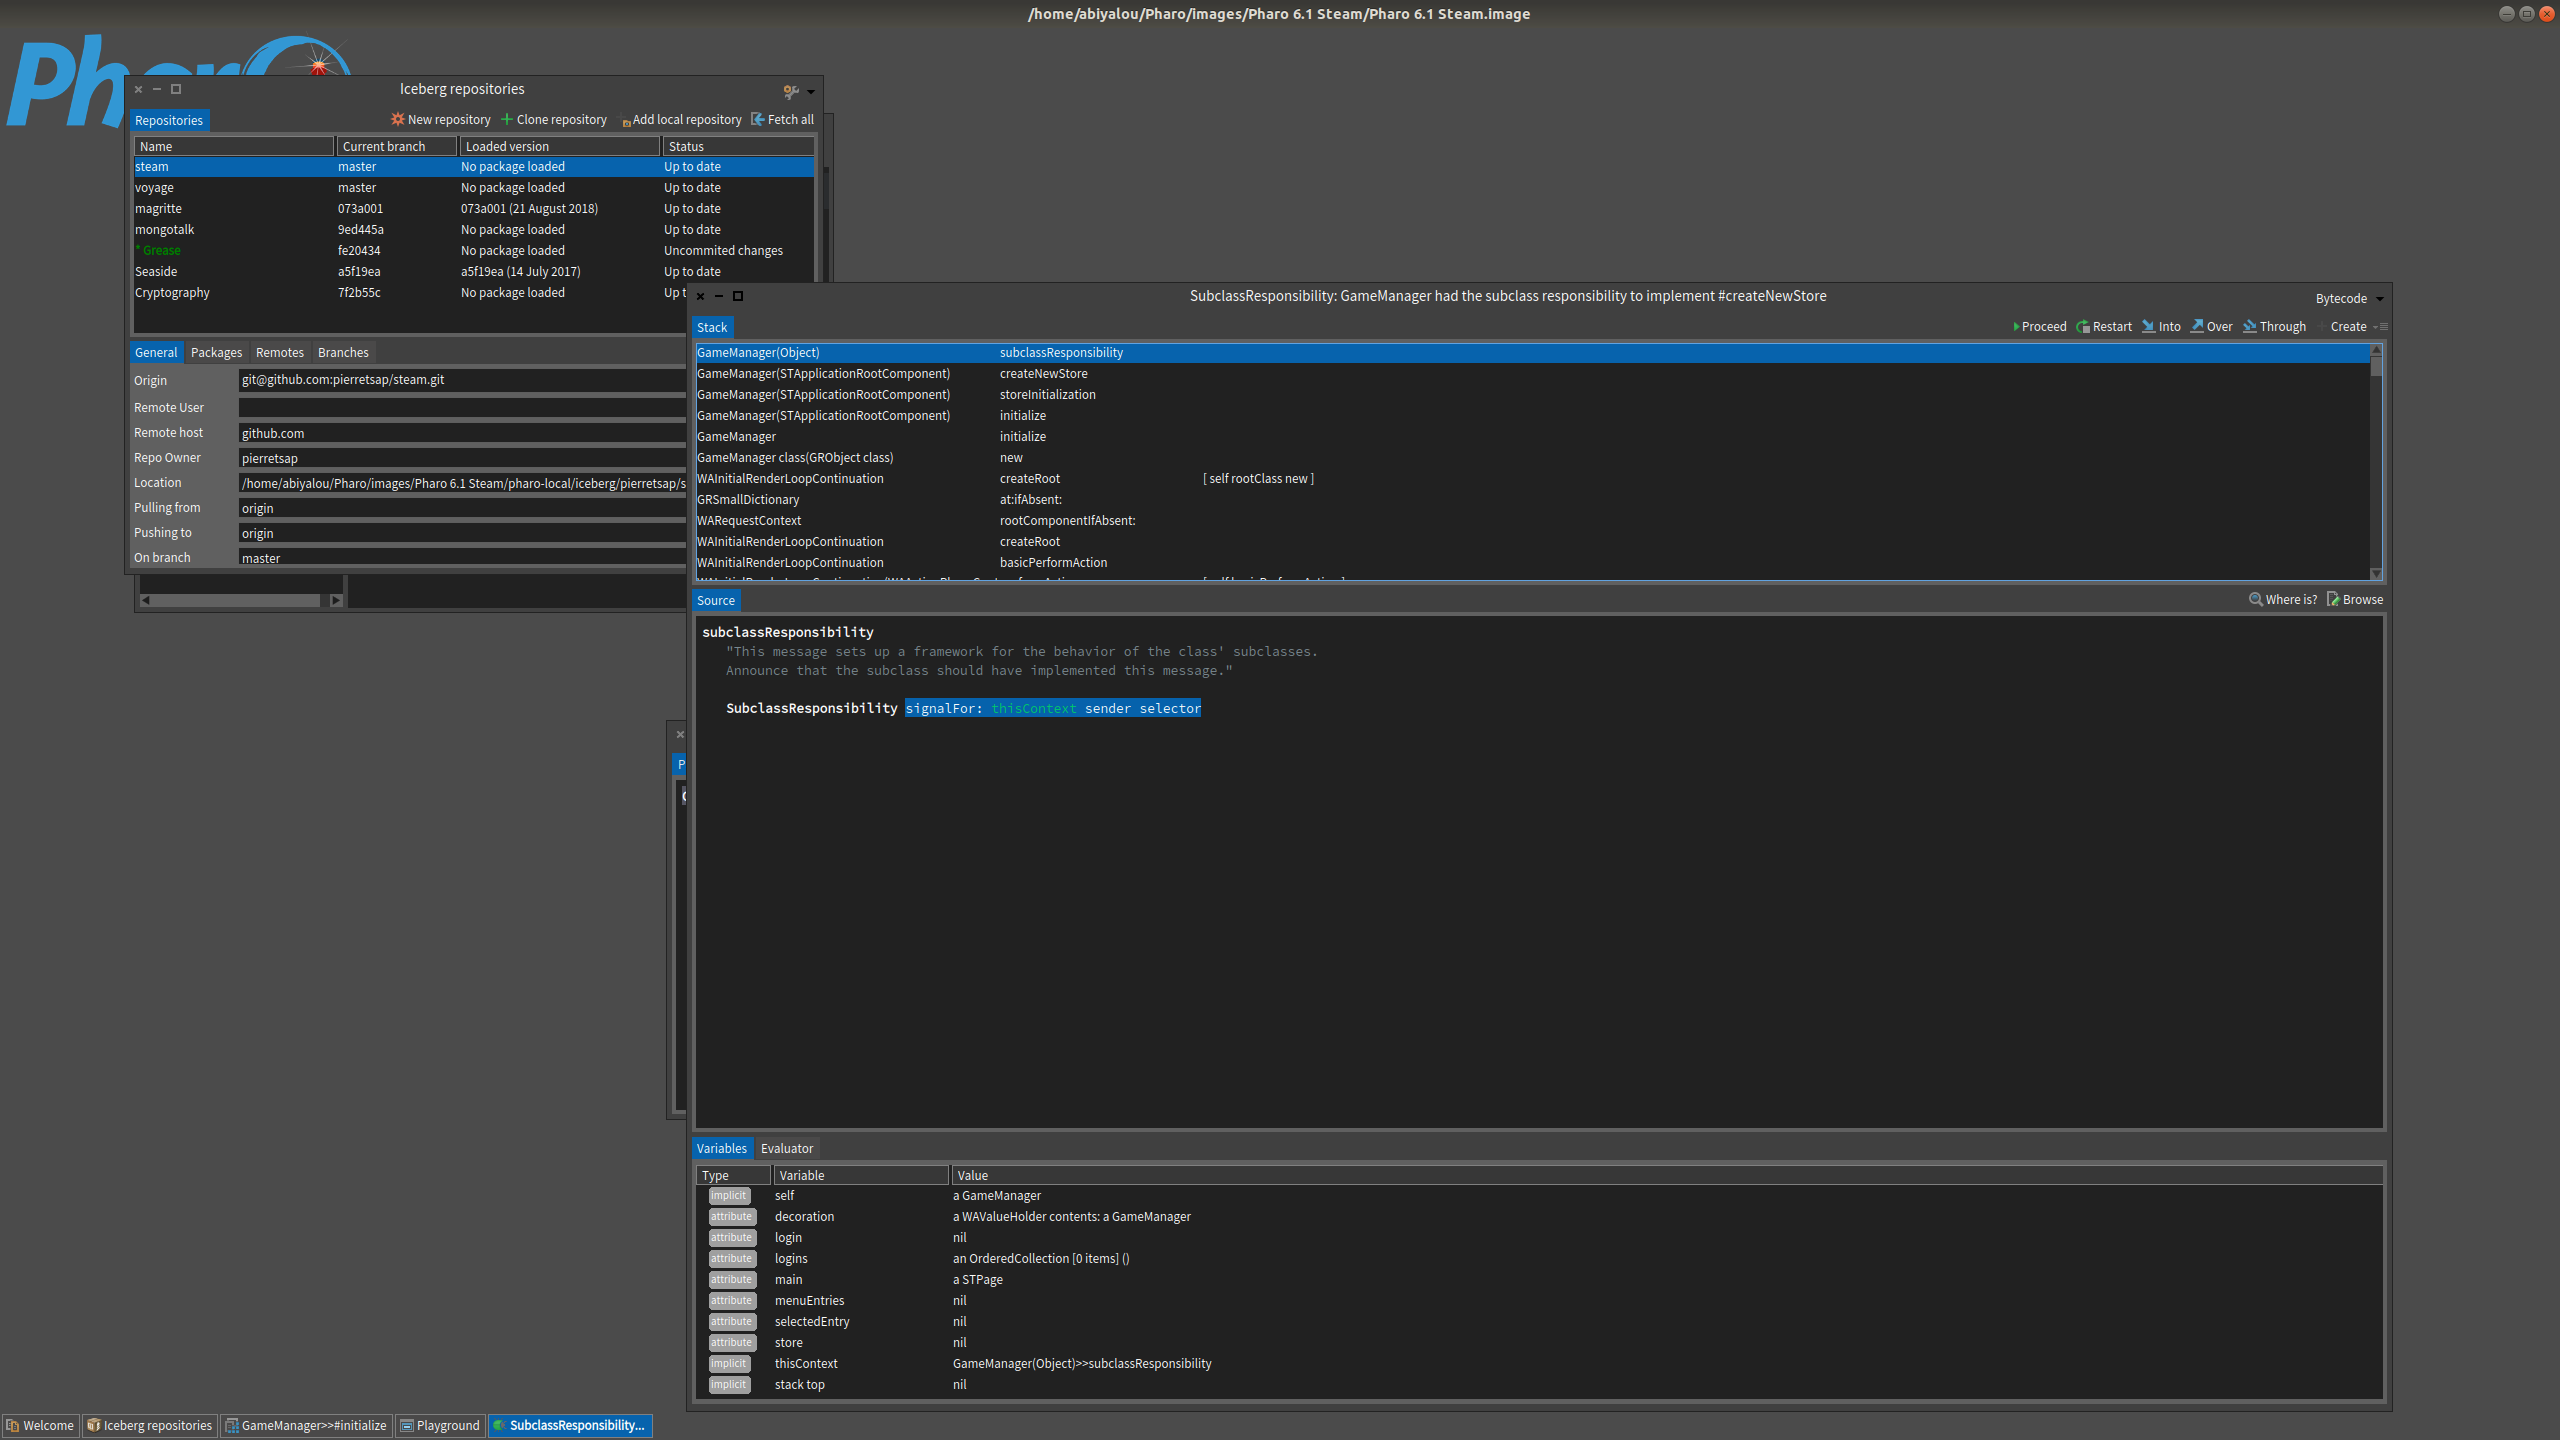 /home/abiyalou/Pharo/images/Pharo 6.1 Steam/Pharo 6.1 Steam.image
Iceberg repositories
Repositories New repository Clone repository Add local repository Fetch all
Name Current branch Loaded version Status
steam master No package loaded Up to date
voyage master No package loaded Up to date
magritte 073a001 073a001 (21 August 2018) Up to date
mongotalk 9ed445a No package loaded Up to date
* Grease fe20434 No package loaded Uncommited changes
Seaside a5f19ea a5f19ea (14 July 2017) Up to date
Cryptography 7f2b55c No package loaded Up t
General Packages Remotes Branches
Origin git@github.com:pierretsap/steam.git
Remote User
Remote host github.com
Repo Owner pierretsap
Location /home/abiyalou/Pharo/images/Pharo 6.1 Steam/pharo-local/iceberg/pierretsap/s
Pulling from origin
Pushing to origin
On branch master
SubclassResponsibility: GameManager had the subclass responsibility to implement #createNewStore
Bytecode
Stack Proceed Restart Into Over Through Create
GameManager(Object) subclassResponsibility
GameManager(STApplicationRootComponent) createNewStore
GameManager(STApplicationRootComponent) storeInitialization
GameManager(STApplicationRootComponent) initialize
GameManager initialize
GameManager class(GRObject class) new
WAInitialRenderLoopContinuation createRoot [ self rootClass new ]
GRSmallDictionary at:ifAbsent:
WARequestContext rootComponentIfAbsent:
WAInitialRenderLoopContinuation createRoot
WAInitialRenderLoopContinuation basicPerformAction
Source Where is? Browse
subclassResponsibility
"This message sets up a framework for the behavior of the class' subclasses.
Announce that the subclass should have implemented this message."
SubclassResponsibility signalFor: thisContext sender selector
Variables Evaluator
Type Variable Value
implicit self a GameManager
attribute decoration a WAValueHolder contents: a GameManager
attribute login nil
attribute logins an OrderedCollection [0 items] ()
attribute main a STPage
attribute menuEntries nil
attribute selectedEntry nil
attribute store nil
implicit thisContext GameManager(Object)>>subclassResponsibility
implicit stack top nil
Welcome Iceberg repositories GameManager>>#initialize Playground SubclassResponsibility...